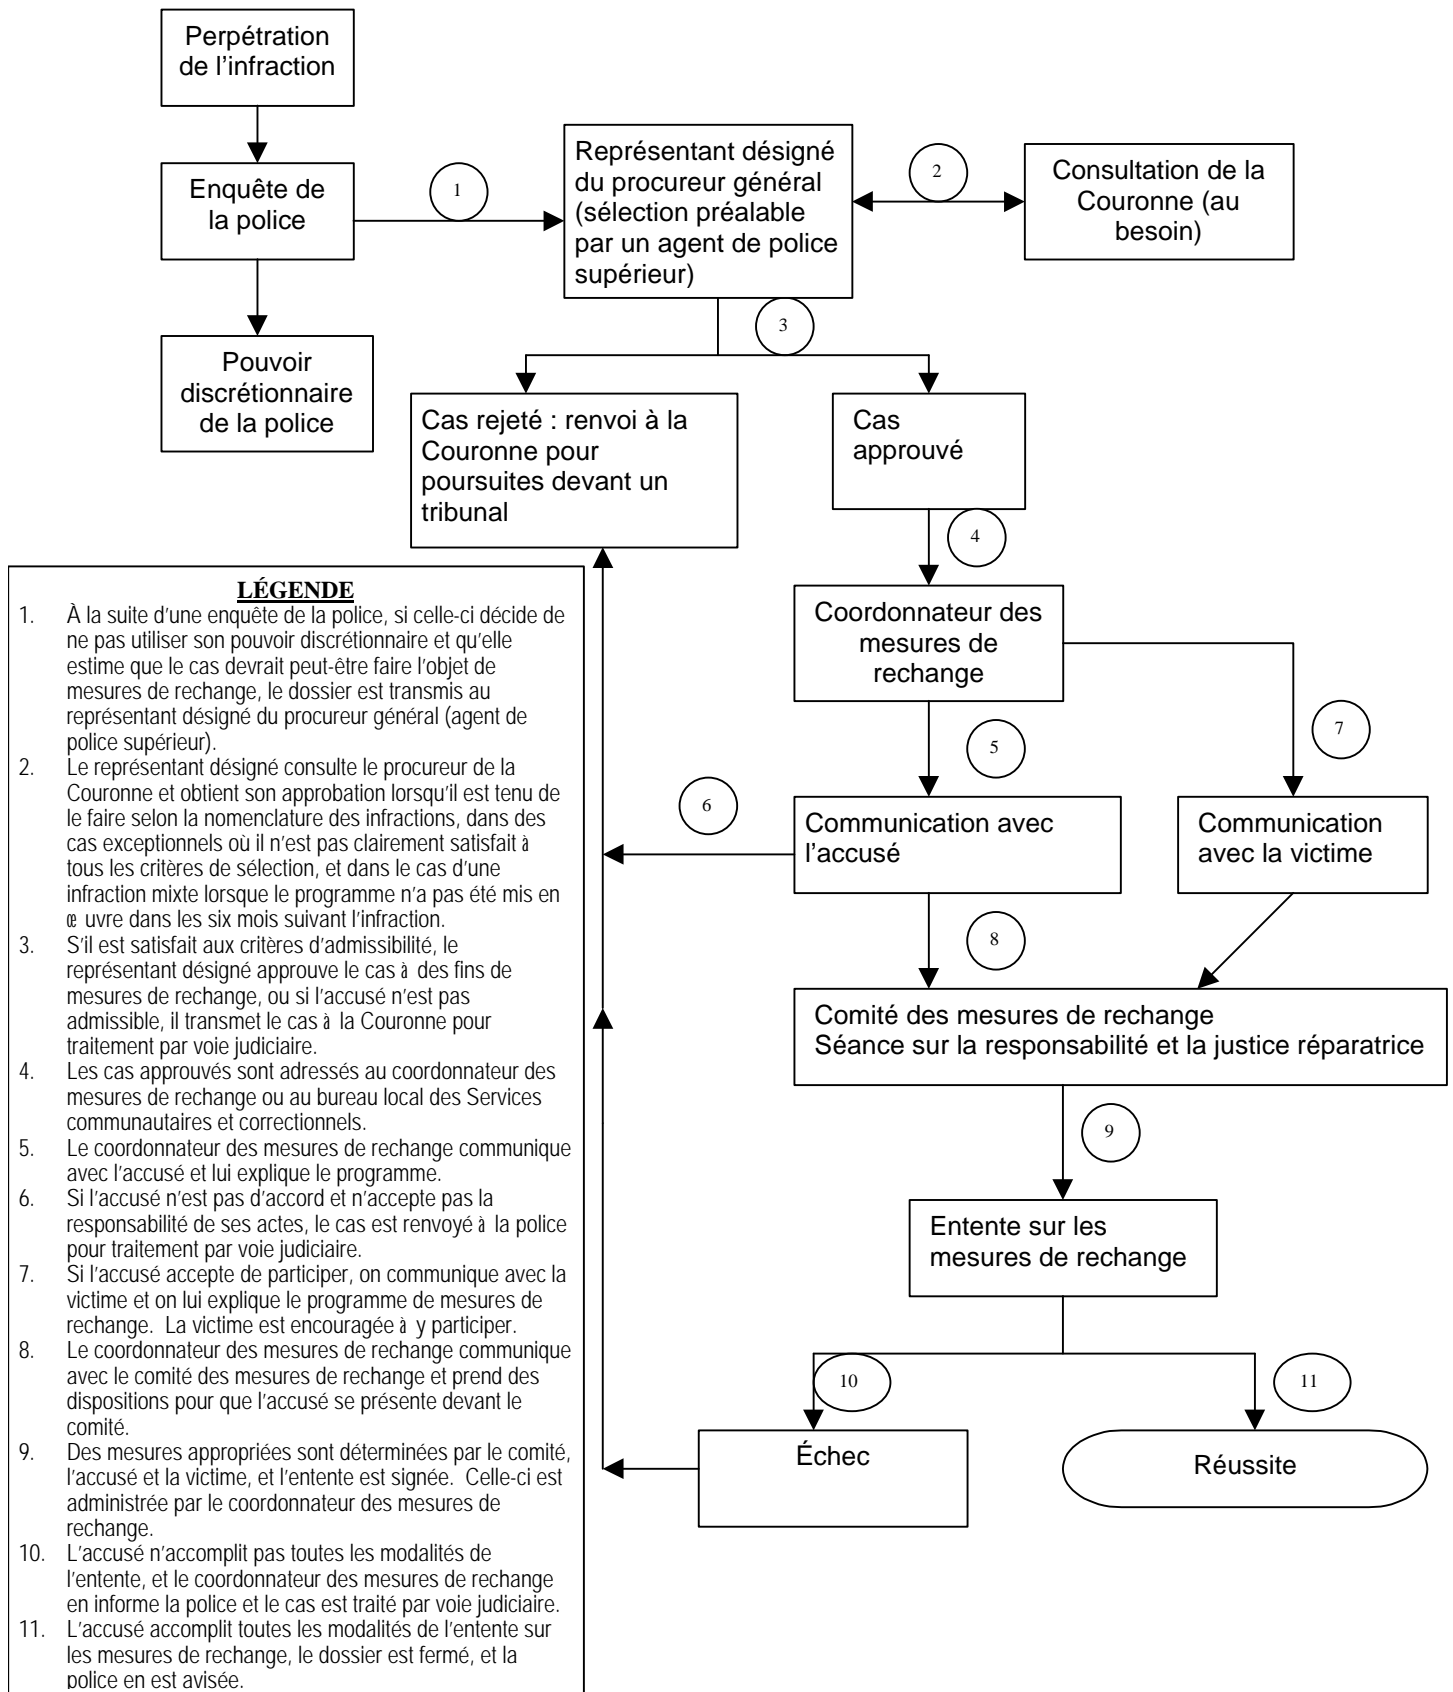 Perpétration
de l'infraction
Enquête de
la police
1
Représentant désigné
du procureur général
(sélection préalable
par un agent de police
supérieur)
2
Consultation de la
Couronne (au
besoin)
Pouvoir
discrétionnaire
de la police
3
Cas rejeté : renvoi à la
Couronne pour
poursuites devant un
tribunal
Cas
approuvé
4
Coordonnateur des
mesures de
rechange
5
7
6
Communication avec
l'accusé
Communication
avec la victime
8
Comité des mesures de rechange
Séance sur la responsabilité et la justice réparatrice
9
Entente sur les
mesures de rechange
10
11
Échec
Réussite
LÉGENDE
1. À la suite d'une enquête de la police, si celle-ci décide de
ne pas utiliser son pouvoir discrétionnaire et qu'elle
estime que le cas devrait peut-être faire l'objet de
mesures de rechange, le dossier est transmis au
représentant désigné du procureur général (agent de
police supérieur).
2. Le représentant désigné consulte le procureur de la
Couronne et obtient son approbation lorsqu'il est tenu de
le faire selon la nomenclature des infractions, dans des
cas exceptionnels où il n'est pas clairement satisfait à
tous les critères de sélection, et dans le cas d'une
infraction mixte lorsque le programme n'a pas été mis en
œ uvre dans les six mois suivant l'infraction.
3. S'il est satisfait aux critères d'admissibilité, le
représentant désigné approuve le cas à des fins de
mesures de rechange, ou si l'accusé n'est pas
admissible, il transmet le cas à la Couronne pour
traitement par voie judiciaire.
4. Les cas approuvés sont adressés au coordonnateur des
mesures de rechange ou au bureau local des Services
communautaires et correctionnels.
5. Le coordonnateur des mesures de rechange communique
avec l'accusé et lui explique le programme.
6. Si l'accusé n'est pas d'accord et n'accepte pas la
responsabilité de ses actes, le cas est renvoyé à la police
pour traitement par voie judiciaire.
7. Si l'accusé accepte de participer, on communique avec la
victime et on lui explique le programme de mesures de
rechange. La victime est encouragée à y participer.
8. Le coordonnateur des mesures de rechange communique
avec le comité des mesures de rechange et prend des
dispositions pour que l'accusé se présente devant le
comité.
9. Des mesures appropriées sont déterminées par le comité,
l'accusé et la victime, et l'entente est signée. Celle-ci est
administrée par le coordonnateur des mesures de
rechange.
10. L'accusé n'accomplit pas toutes les modalités de
l'entente, et le coordonnateur des mesures de rechange
en informe la police et le cas est traité par voie judiciaire.
11. L'accusé accomplit toutes les modalités de l'entente sur
les mesures de rechange, le dossier est fermé, et la
police en est avisée.